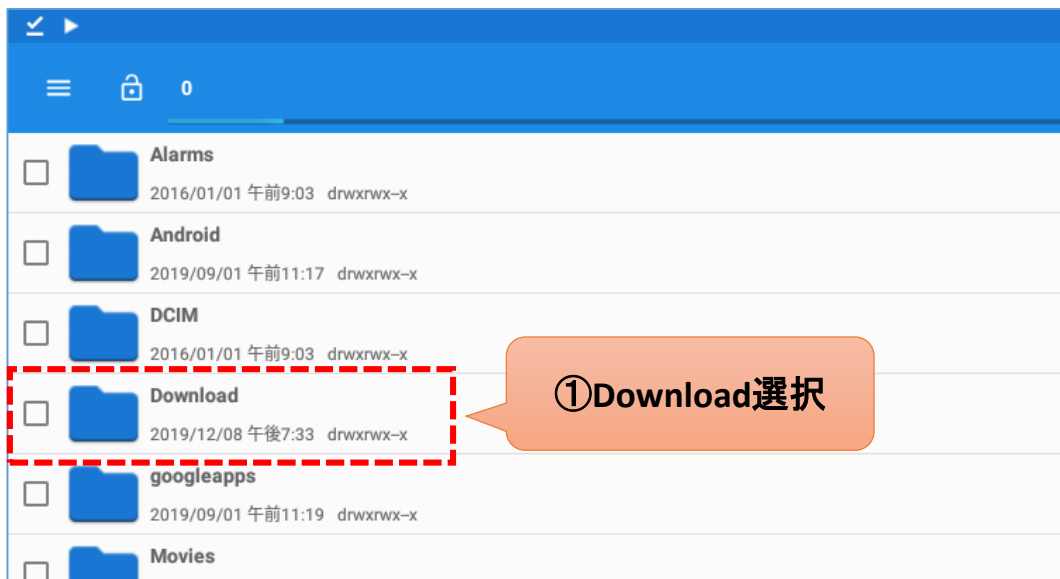 0
Alarms
2016/01/01 午前9:03 drwxrwx–x
Android
2019/09/01 午前11:17 drwxrwx–x
DCIM
2016/01/01 午前9:03 drwxrwx–x
Download
2019/12/08 午後7:33 drwxrwx–x
①Download選択
googleapps
2019/09/01 午前11:19 drwxrwx–x
Movies